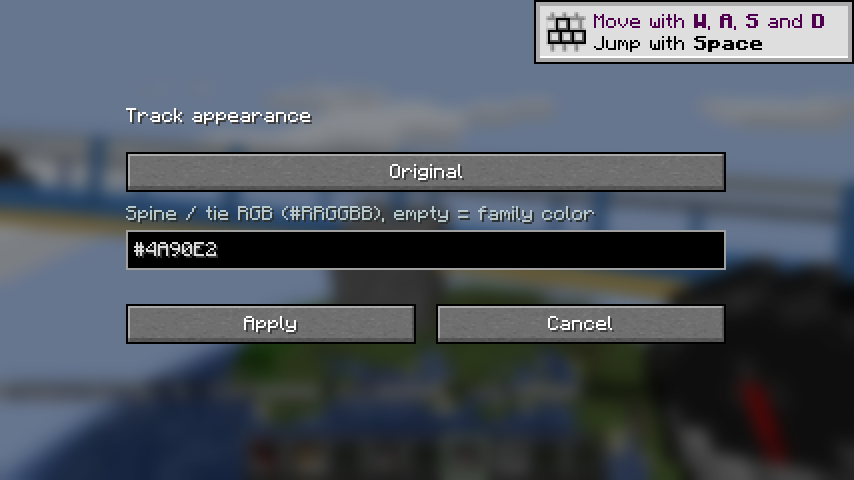 Move with W, A, S and D
Jump with Space
Track appearance
Original
Spine / tie RGB (#RRGGBB), empty = family color
#4A90E2
Apply
Cancel